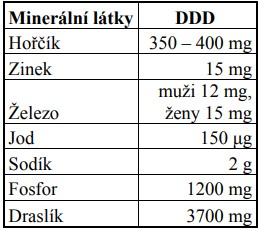 Minerální látky DDD
Hořčík 350 – 400 mg
Zinek 15 mg
Železo muži 12 mg,
ženy 15 mg
Jod 150 μg
Sodík 2 g
Fosfor 1200 mg
Draslík 3700 mg